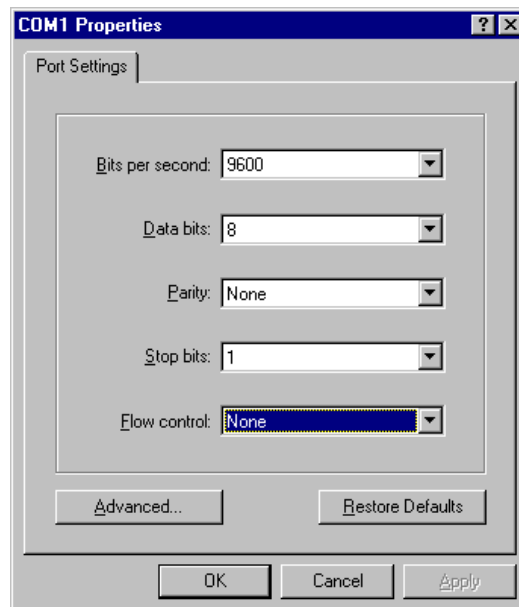 COM1 Properties
Port Settings
Bits per second: 9600
Data bits: 8
Parity: None
Stop bits: 1
Flow control: None
Advanced... Restore Defaults
OK Cancel Apply